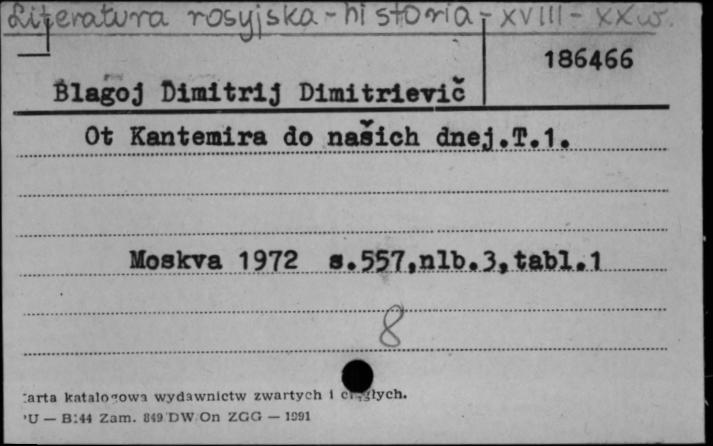 Literatura rosyjska - historia - XVIII - XX w.
186466
Blagoj Dimitrij Dimitrievič
Ot Kantemira do našich dnej.T.1.
Moskva 1972 s.557,nlb.3,tabl.1
8
arta katalogowa wydawnictw zwartych i ciągłych.
U — B:44 Zam. 849 DW On ZGG — 1991